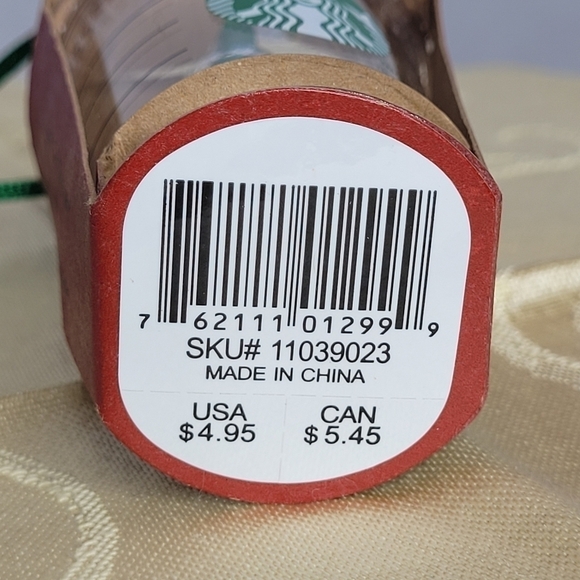 7 62111 01299 9
SKU# 11039023
MADE IN CHINA
USA CAN
$4.95 $5.45